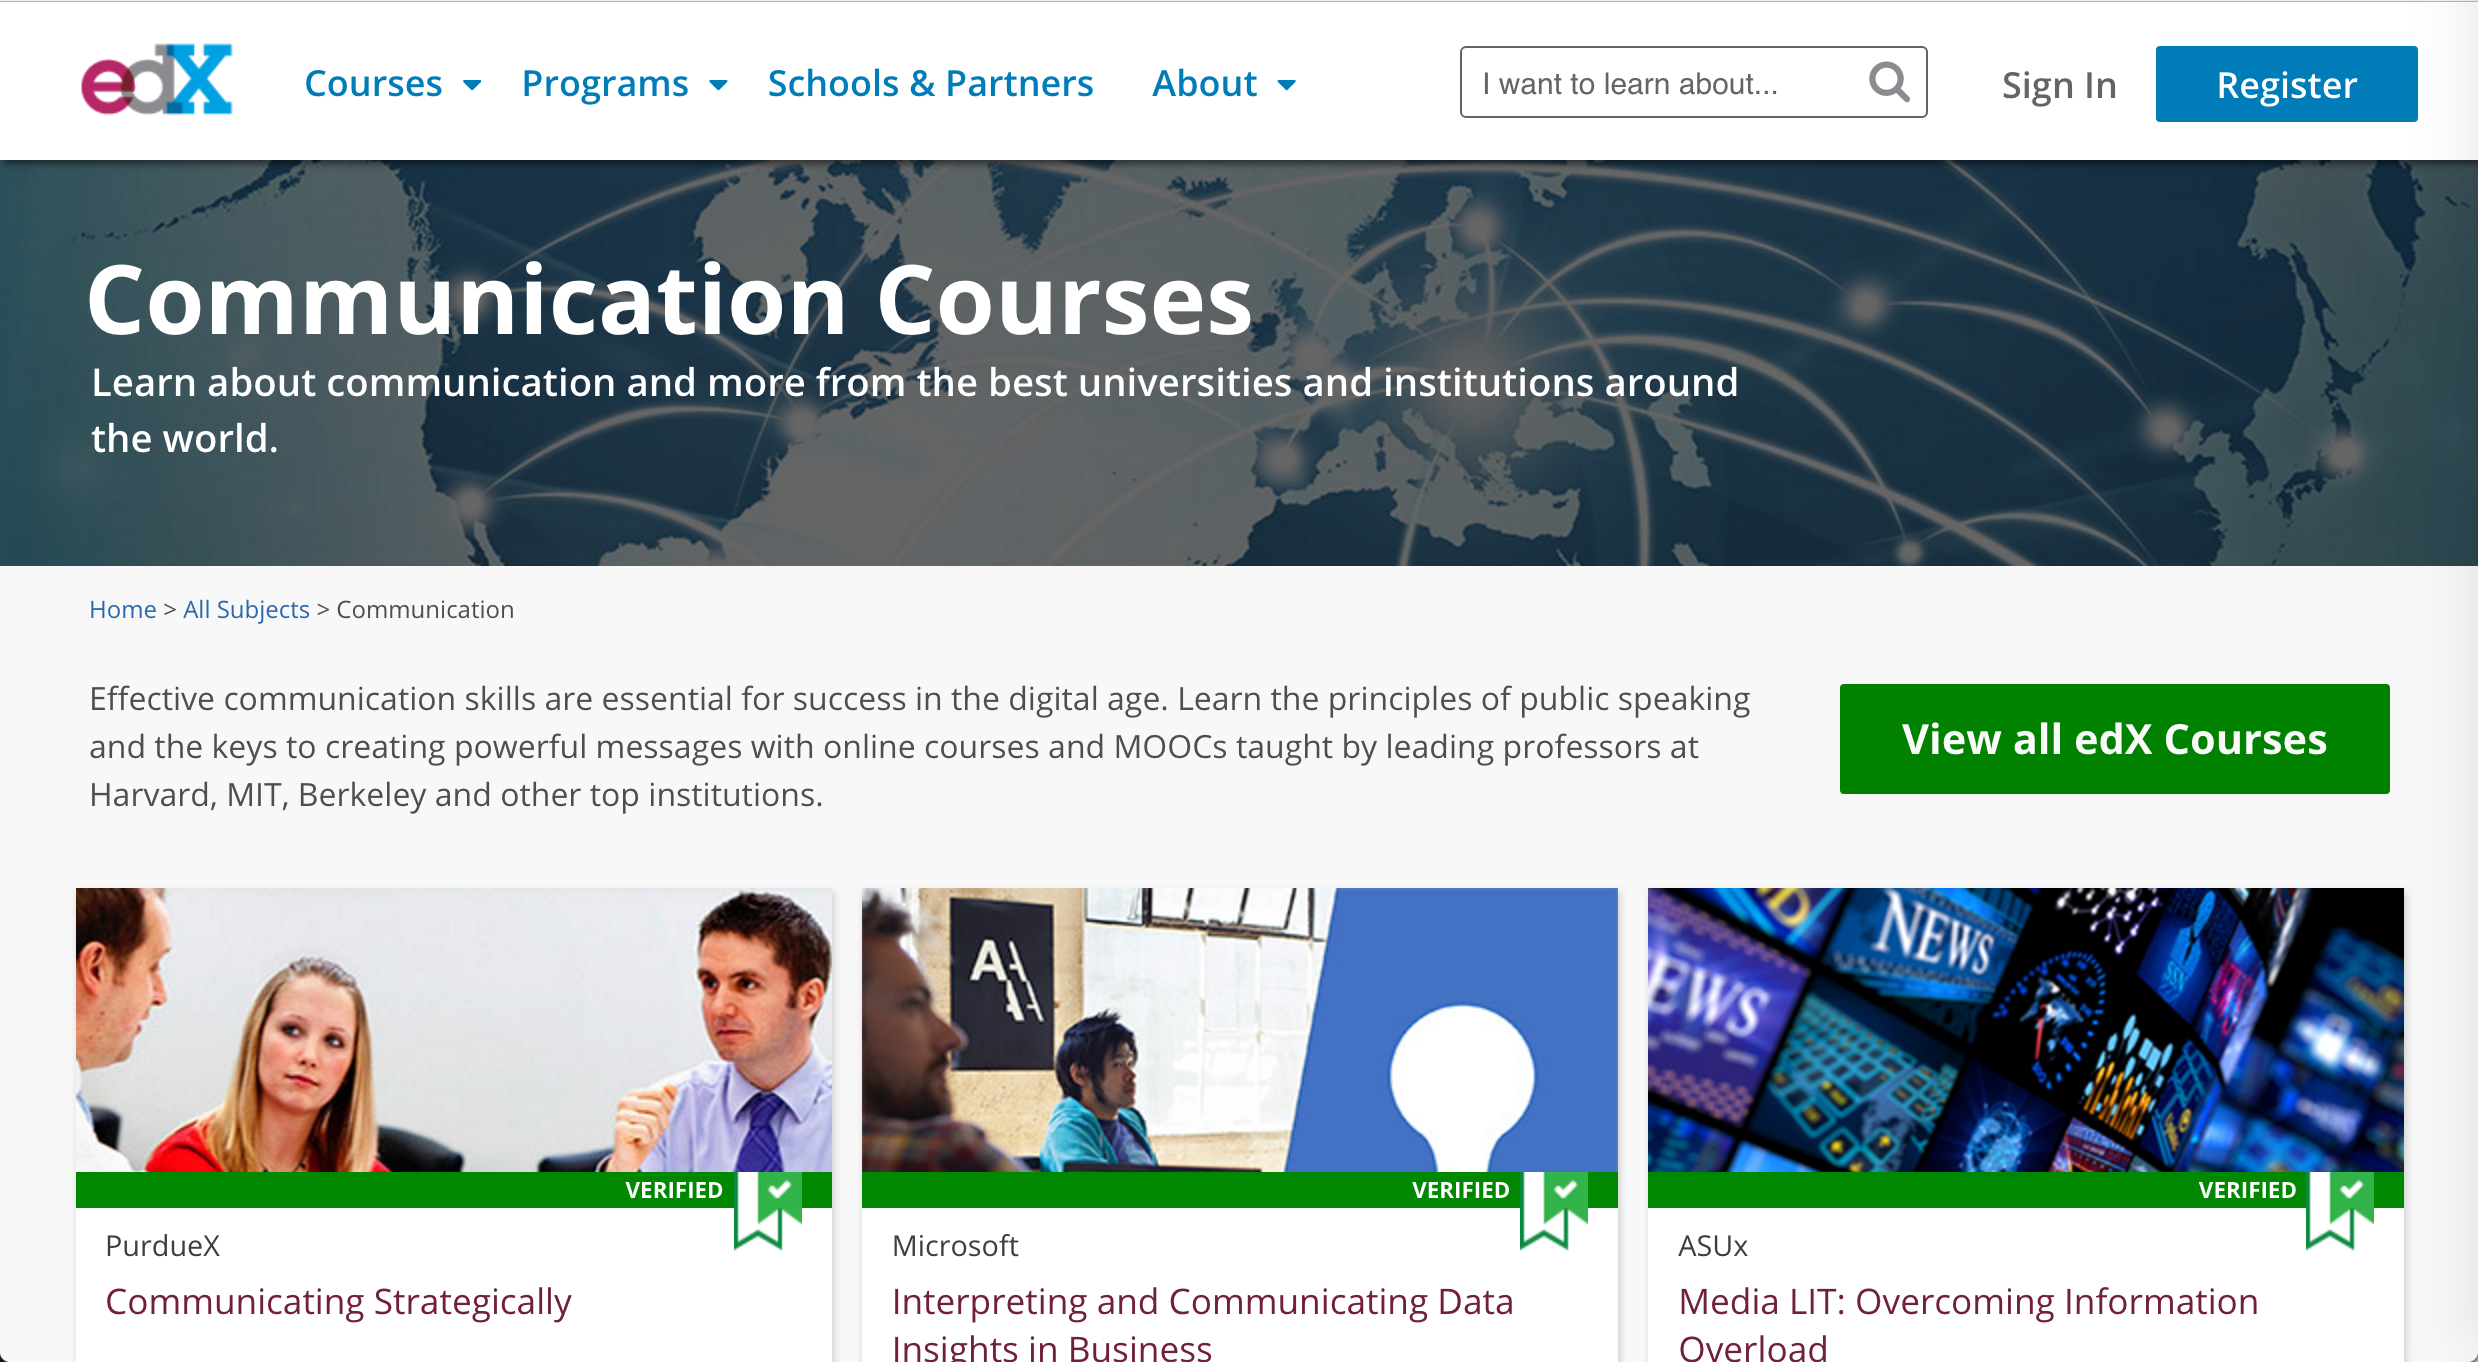 edX
Courses
Programs
Schools & Partners
About
I want to learn about...
Sign In
Register
Communication Courses
Learn about communication and more from the best universities and institutions around
the world.
Home > All Subjects > Communication
Effective communication skills are essential for success in the digital age. Learn the principles of public speaking
and the keys to creating powerful messages with online courses and MOOCs taught by leading professors at
Harvard, MIT, Berkeley and other top institutions.
View all edX Courses
NEWS
EWS
VERIFIED
VERIFIED
VERIFIED
PurdueX
Communicating Strategically
Microsoft
Interpreting and Communicating Data
Insights in Business
ASUx
Media LIT: Overcoming Information
Overload